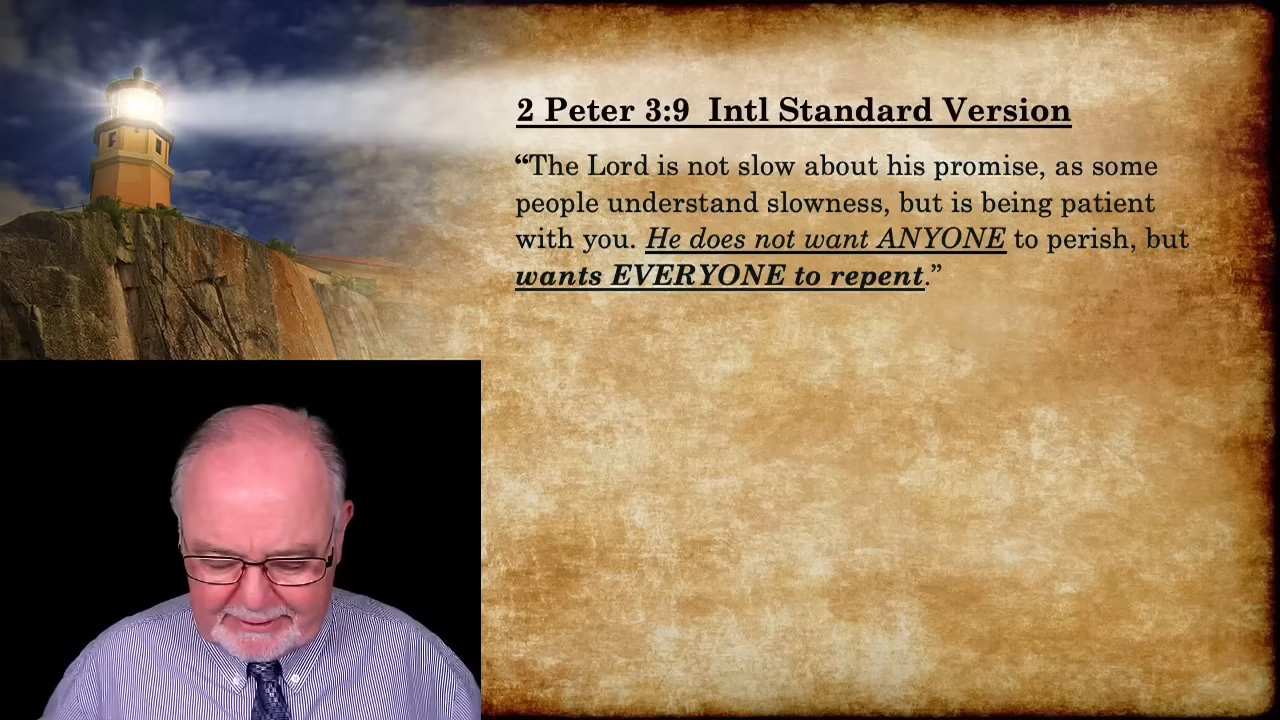 2 Peter 3:9  Intl Standard Version
“The Lord is not slow about his promise, as some
people understand slowness, but is being patient
with you. He does not want ANYONE to perish, but
wants EVERYONE to repent.”